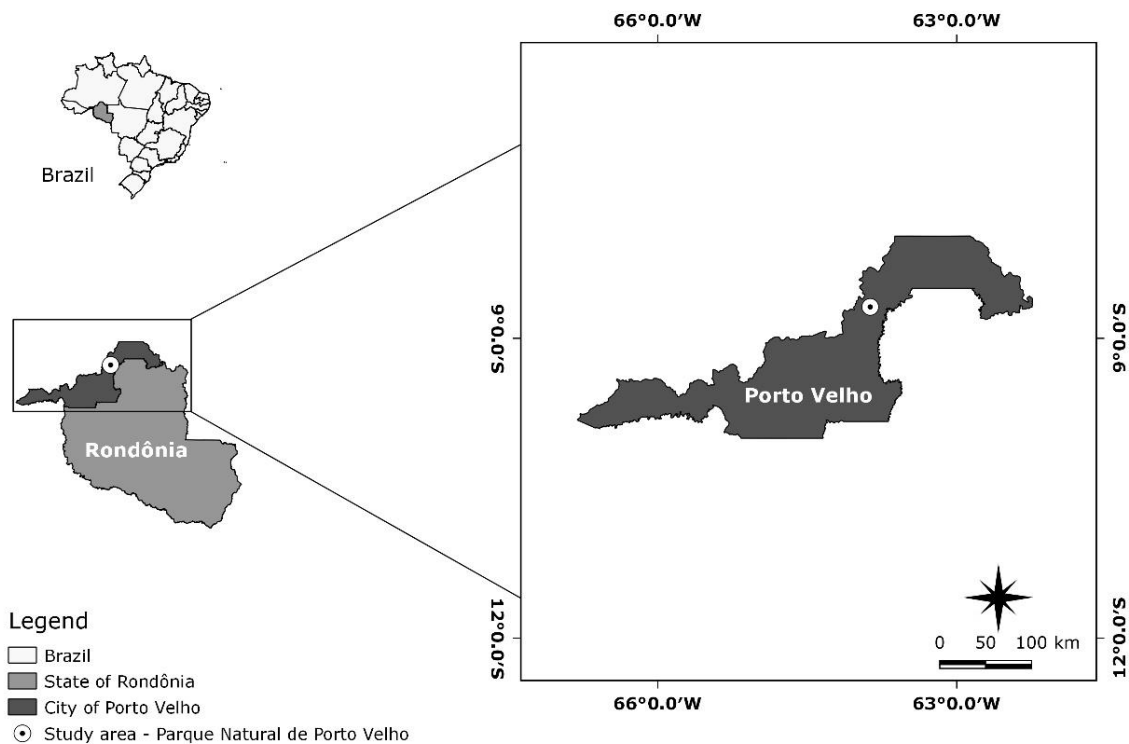 66°0.0'W
63°0.0'W
Brazil
9°0.0'S
9°0.0'S
Porto Velho
Rondônia
12°0.0'S
12°0.0'S
0 50 100 km
66°0.0'W
63°0.0'W
Legend
Brazil
State of Rondônia
City of Porto Velho
Study area - Parque Natural de Porto Velho